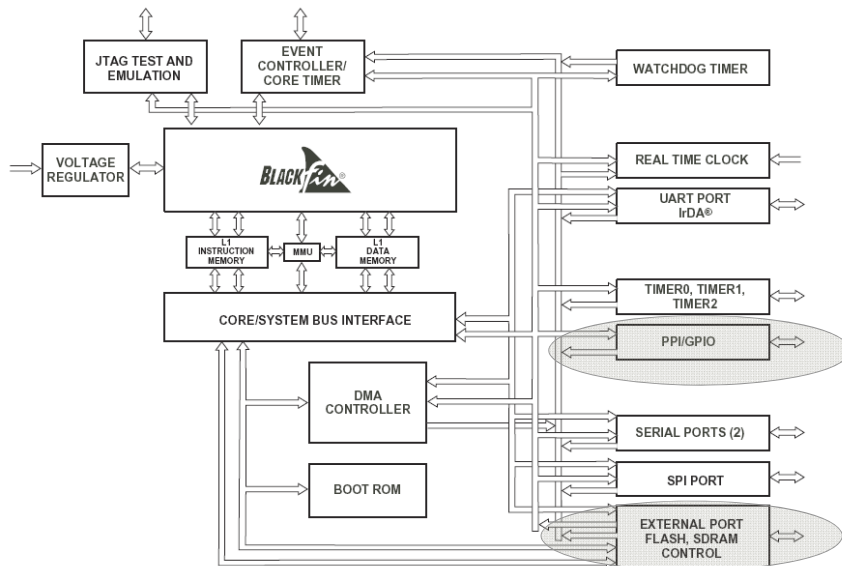 JTAG TEST AND
EMULATION
EVENT
CONTROLLER/
CORE TIMER
WATCHDOG TIMER
VOLTAGE
REGULATOR
BLACKfin®
REAL TIME CLOCK
UART PORT
IrDA®
L1
INSTRUCTION
MEMORY
MMU
L1
DATA
MEMORY
TIMER0, TIMER1,
TIMER2
CORE/SYSTEM BUS INTERFACE
PPI/GPIO
DMA
CONTROLLER
SERIAL PORTS (2)
SPI PORT
BOOT ROM
EXTERNAL PORT
FLASH, SDRAM
CONTROL